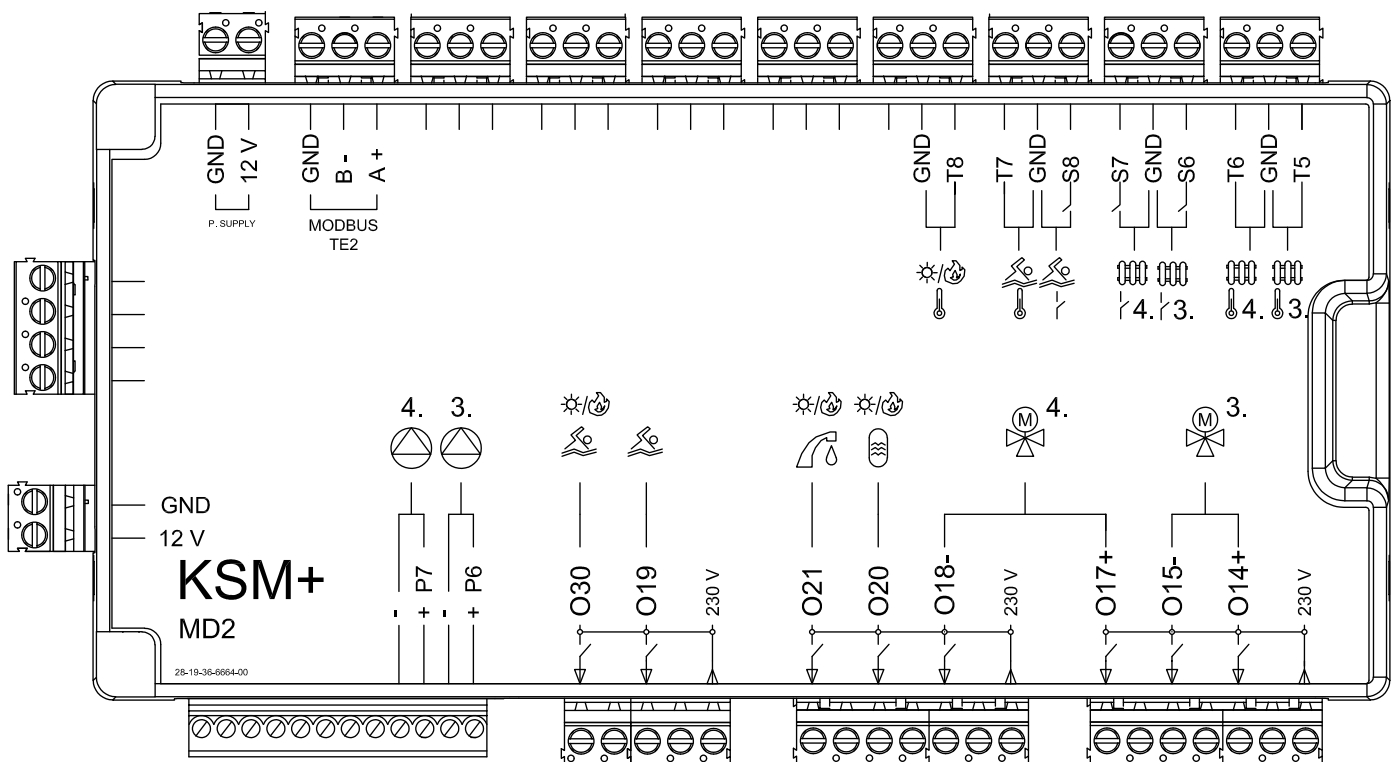 GND
12 V
P. SUPPLY
GND
B -
A +
MODBUS
TE2
GND
T8
T7
GND
S8
S7
GND
S6
T6
GND
T5
4.
3.
4.
3.
4.
3.
4.
3.
M
M
GND
12 V
KSM+
MD2
28-19-36-6664-00
-
+ P7
-
+ P6
O30
O19
230 V
O21
O20
O18-
230 V
O17+
O15-
O14+
230 V